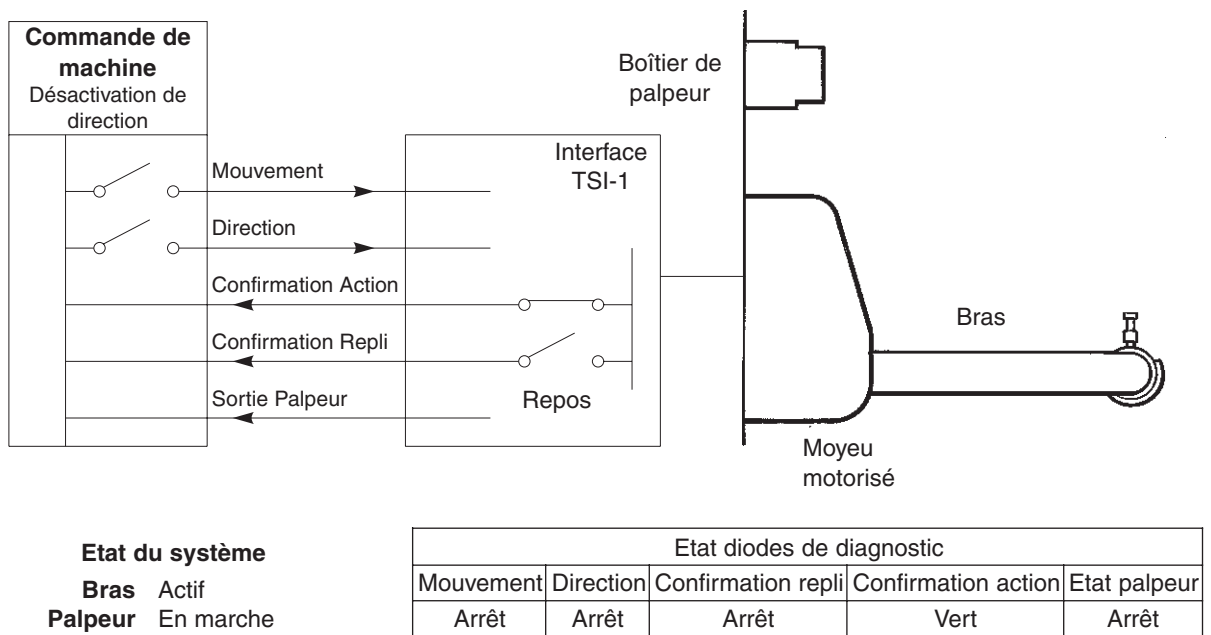 Commande de
machine
Désactivation de
direction
Mouvement
Direction
Confirmation Action
Confirmation Repli
Sortie Palpeur
Interface
TSI-1
Repos
Boîtier de
palpeur
Bras
Moyeu
motorisé
Etat du système
Bras Actif
Palpeur En marche
Etat diodes de diagnostic
Mouvement Direction Confirmation repli Confirmation action Etat palpeur
Arrêt Arrêt Arrêt Vert Arrêt